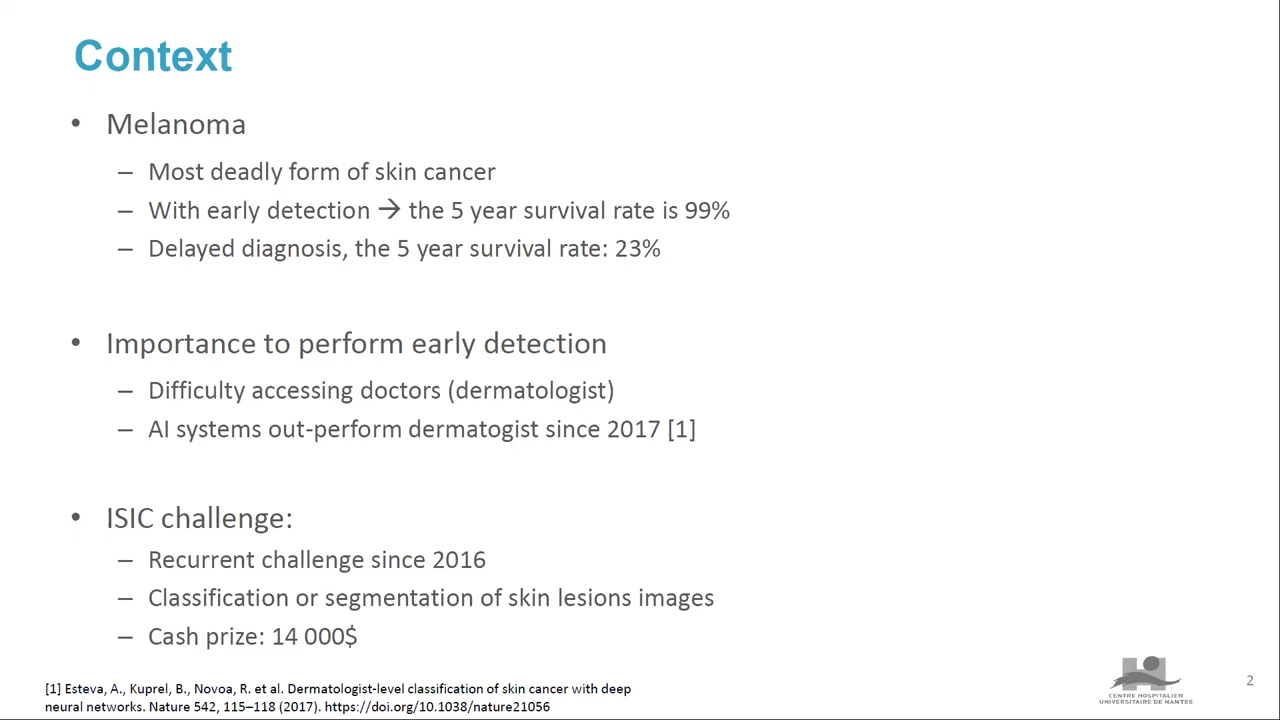 Context
• Melanoma
– Most deadly form of skin cancer
– With early detection → the 5 year survival rate is 99%
– Delayed diagnosis, the 5 year survival rate: 23%
• Importance to perform early detection
– Difficulty accessing doctors (dermatologist)
– AI systems out-perform dermatogist since 2017 [1]
• ISIC challenge:
– Recurrent challenge since 2016
– Classification or segmentation of skin lesions images
– Cash prize: 14 000$
[1] Esteva, A., Kuprel, B., Novoa, R. et al. Dermatologist-level classification of skin cancer with deep
neural networks. Nature 542, 115–118 (2017). https://doi.org/10.1038/nature21056
CENTRE HOSPITALIER
UNIVERSITAIRE DE NANTES
2